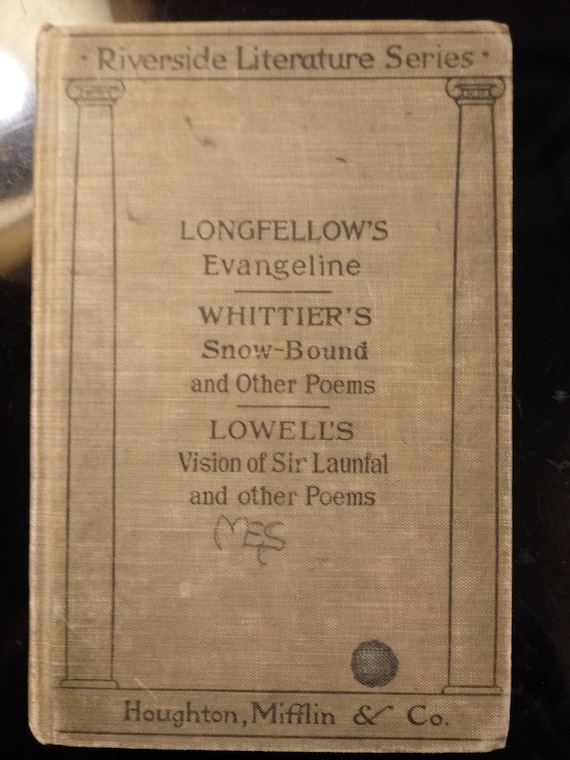 · Riverside Literature Series ·
LONGFELLOW'S
Evangeline
WHITTIER'S
Snow-Bound
and Other Poems
LOWELL'S
Vision of Sir Launfal
and other Poems
MES
Houghton, Mifflin & Co.